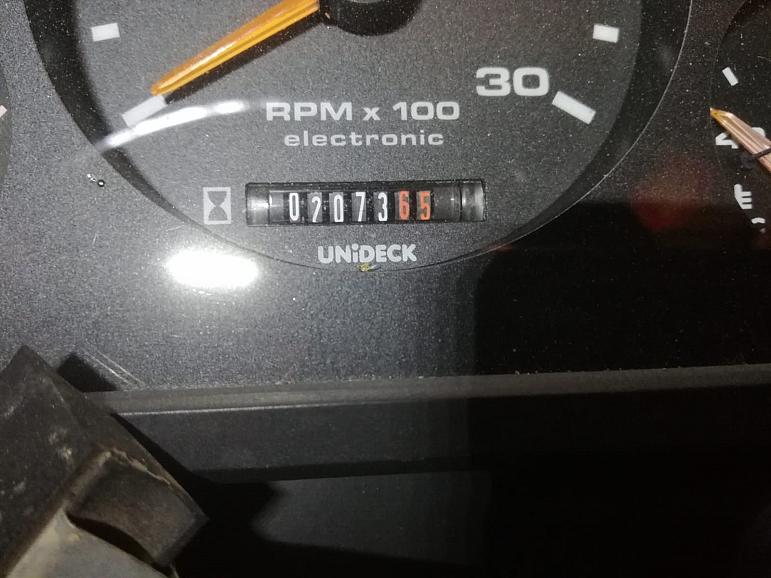 30
RPM x 100
electronic
0207365
UNiDECK